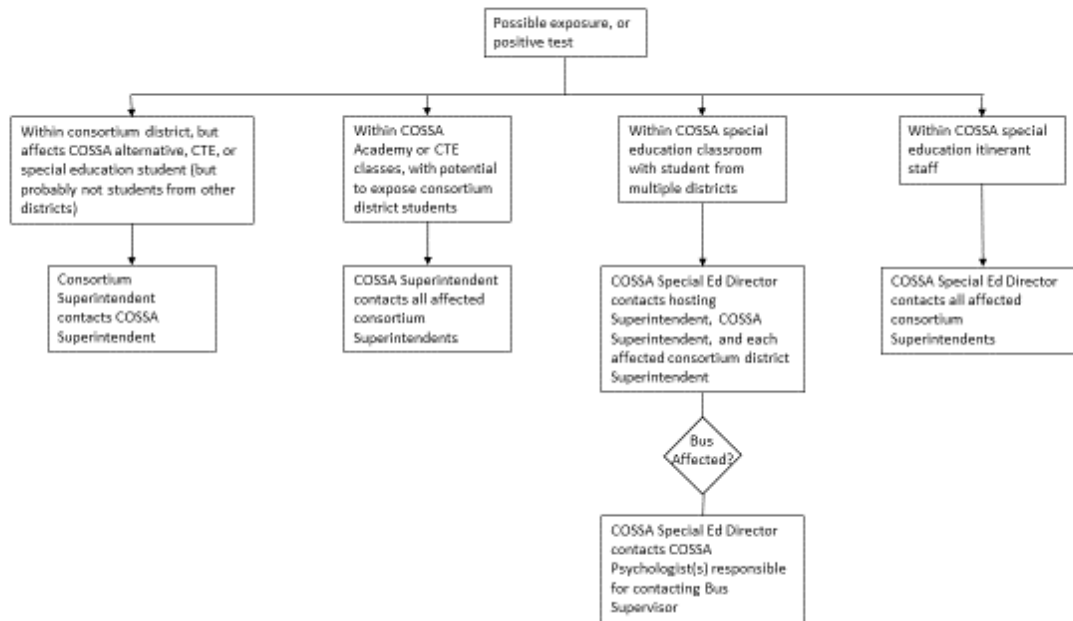 Possible exposure, or
positive test
Within consortium district, but
affects COSSA alternative, CTE, or
special education student (but
probably not students from other
districts)
Within COSSA
Academy or CTE
classes, with potential
to expose consortium
district students
Within COSSA special
education classroom
with student from
multiple districts
Within COSSA special
education itinerant
staff
Consortium
Superintendent
contacts COSSA
Superintendent
COSSA Superintendent
contacts all affected
consortium
Superintendents
COSSA Special Ed Director
contacts hosting
Superintendent, COSSA
Superintendent, and each
affected consortium district
Superintendent
COSSA Special Ed Director
contacts all affected
consortium
Superintendents
Bus
Affected?
COSSA Special Ed Director
contacts COSSA
Psychologist(s) responsible
for contacting Bus
Supervisor